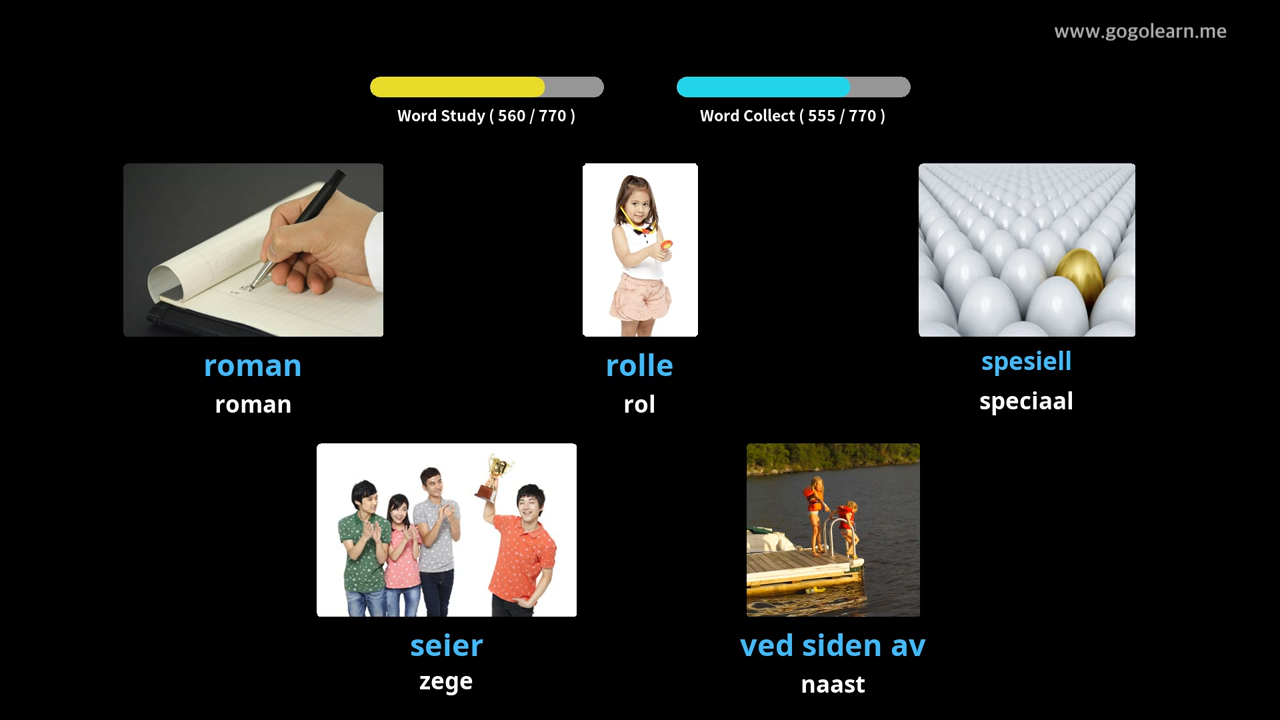 www.gogolearn.me
Word Study ( 560 / 770 )
Word Collect ( 555 / 770 )
roman
roman
rolle
rol
spesiell
speciaal
seier
zege
ved siden av
naast